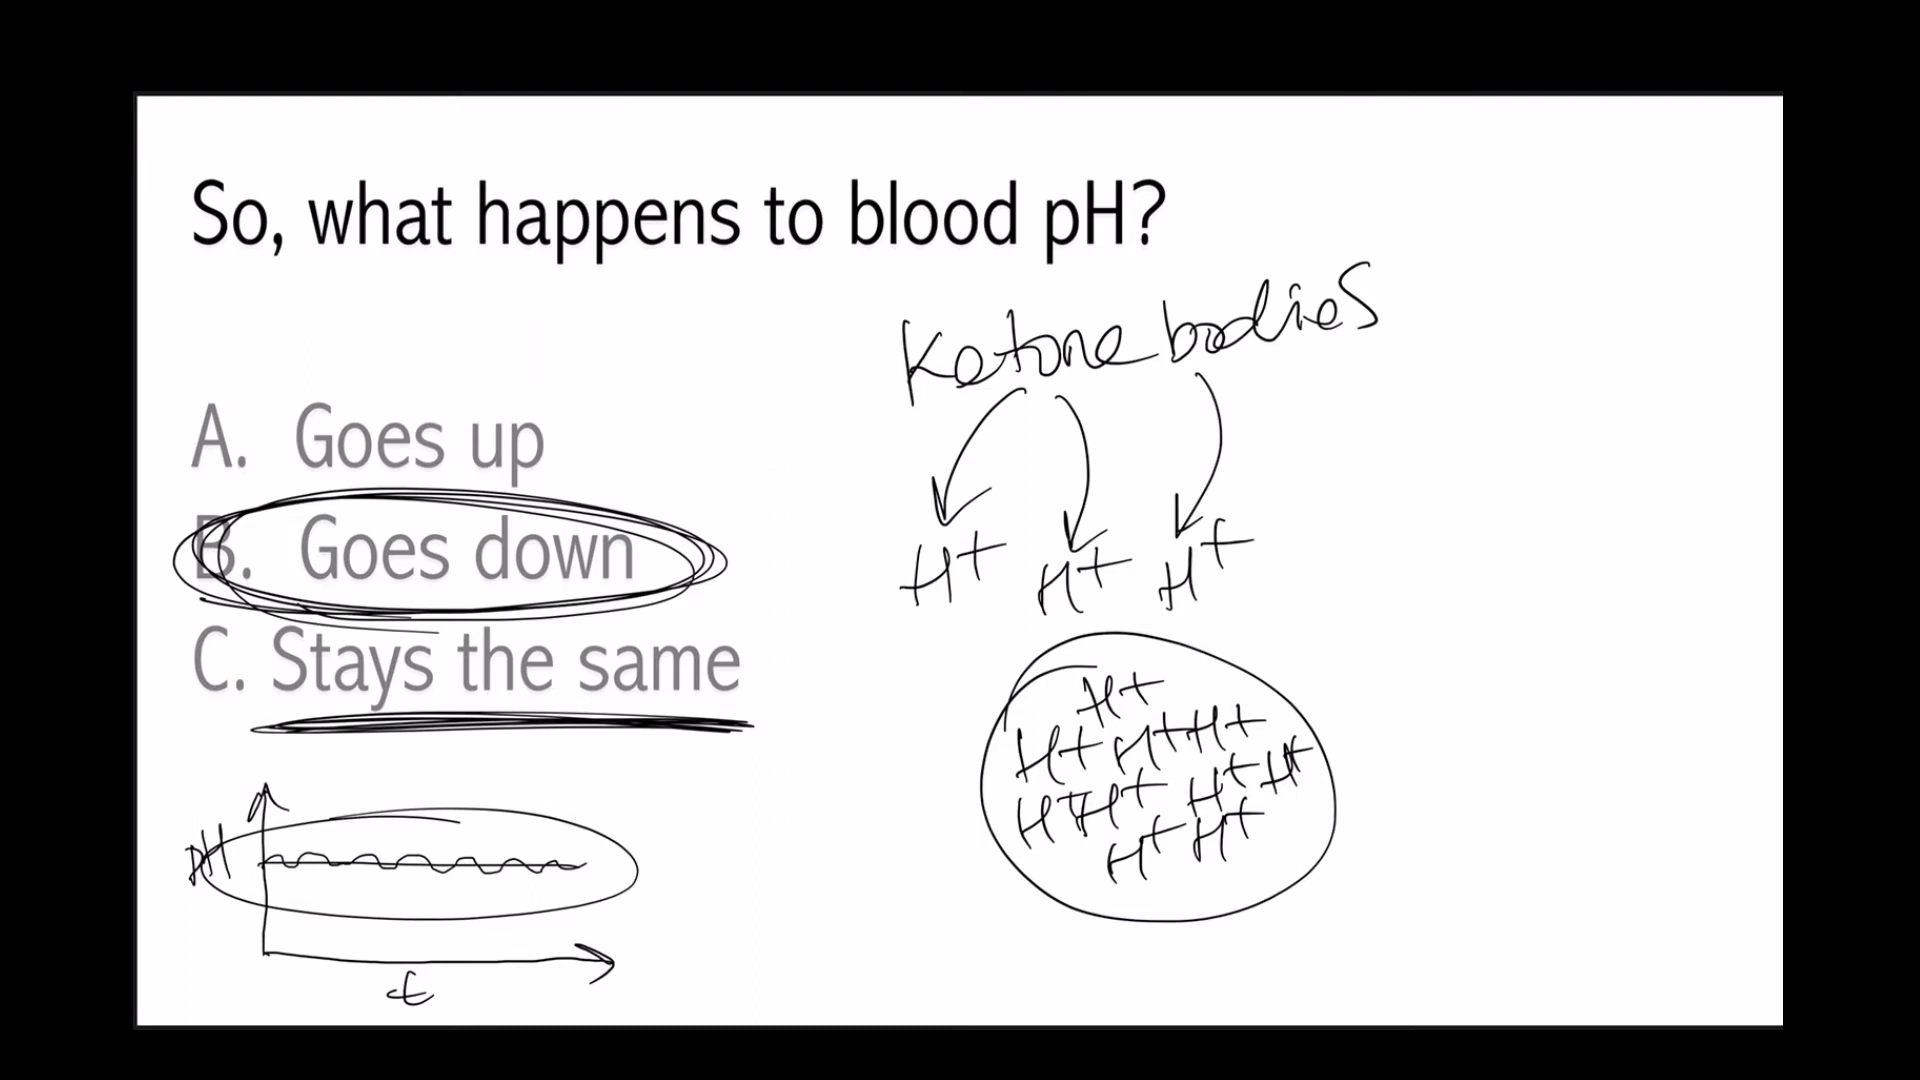 So, what happens to blood pH?
Ketone bodies
A. Goes up
B. Goes down
C. Stays the same
H+ H+ H+
H+
H+ H+ H+
H+ H+ H+ H+
H+ H+
pH
t